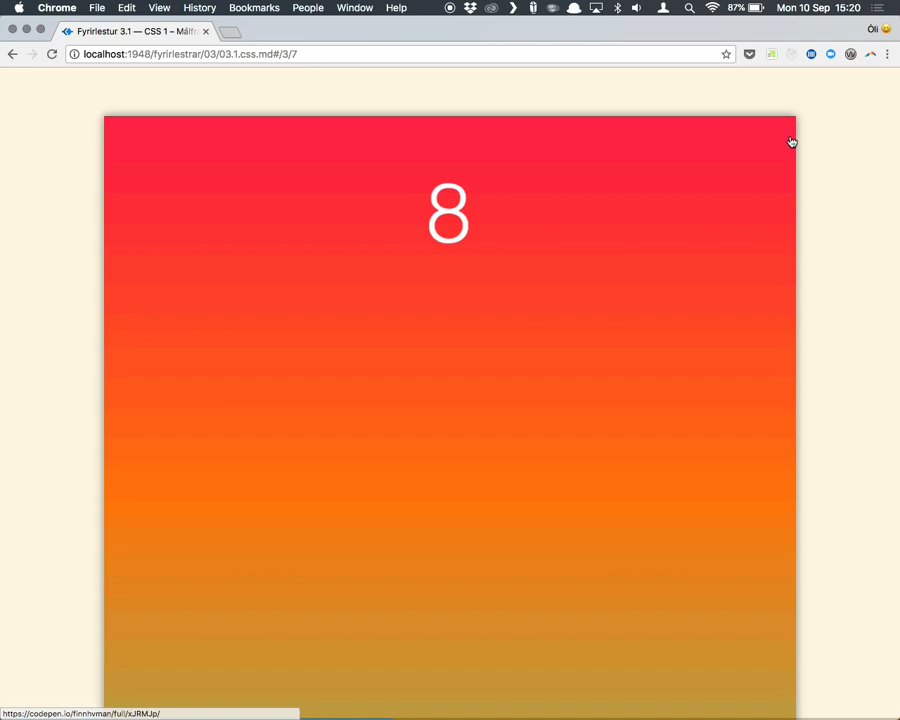 Chrome File Edit View History Bookmarks People Window Help 87% Mon 10 Sep 15:20
Fyrirlestur 3.1 — CSS 1 – Málfr Óli
localhost:1948/fyrirlestrar/03/03.1.css.md#/3/7
8
https://codepen.io/finnhvman/full/xJRMJp/